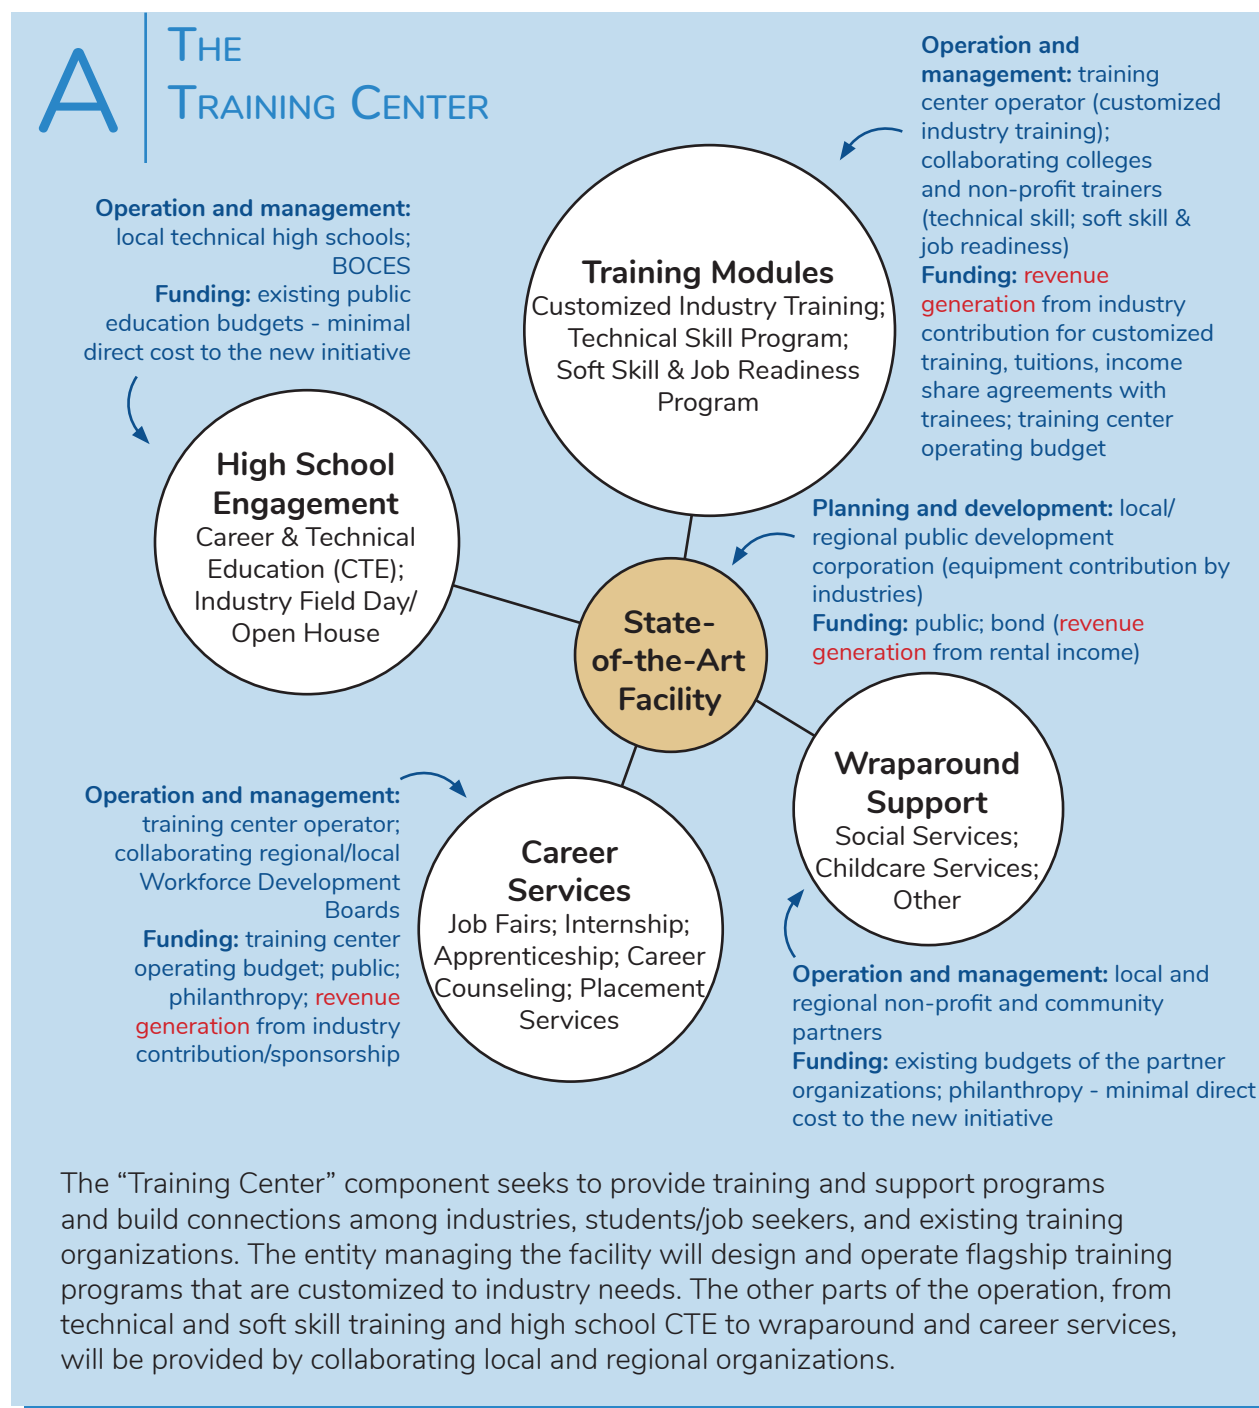 A
THE
TRAINING CENTER
Operation and
management: training
center operator (customized
industry training);
collaborating colleges
and non-profit trainers
(technical skill; soft skill &
job readiness)
Funding: revenue
generation from industry
contribution for customized
training, tuitions, income
share agreements with
trainees; training center
operating budget
Operation and management:
local technical high schools;
BOCES
Funding: existing public
education budgets - minimal
direct cost to the new initiative
Training Modules
Customized Industry Training;
Technical Skill Program;
Soft Skill & Job Readiness
Program
High School
Engagement
Career & Technical
Education (CTE);
Industry Field Day/
Open House
Planning and development: local/
regional public development
corporation (equipment contribution by
industries)
Funding: public; bond (revenue
generation from rental income)
State-
of-the-Art
Facility
Wraparound
Support
Social Services;
Childcare Services;
Other
Operation and management:
training center operator;
collaborating regional/local
Workforce Development
Boards
Funding: training center
operating budget; public;
philanthropy; revenue
generation from industry
contribution/sponsorship
Career
Services
Job Fairs; Internship;
Apprenticeship; Career
Counseling; Placement
Services
Operation and management: local and
regional non-profit and community
partners
Funding: existing budgets of the partner
organizations; philanthropy - minimal direct
cost to the new initiative
The “Training Center” component seeks to provide training and support programs
and build connections among industries, students/job seekers, and existing training
organizations. The entity managing the facility will design and operate flagship training
programs that are customized to industry needs. The other parts of the operation, from
technical and soft skill training and high school CTE to wraparound and career services,
will be provided by collaborating local and regional organizations.